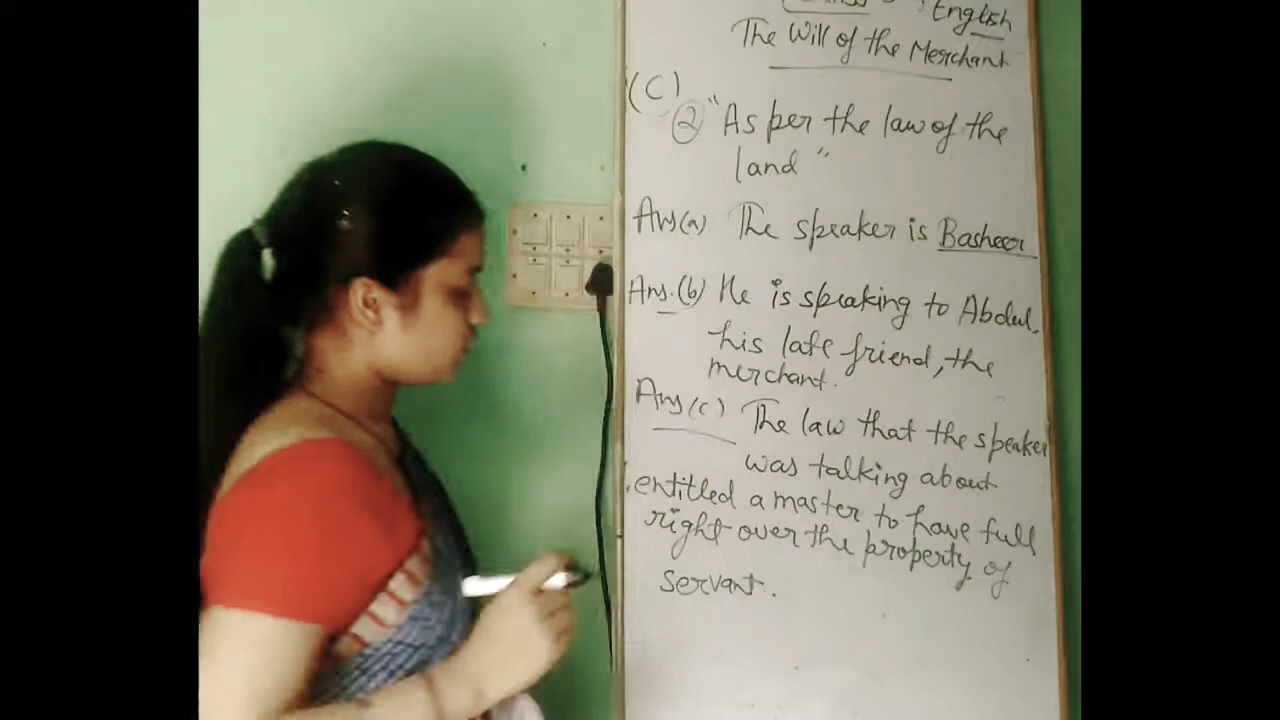 : English
The Will of the Merchant
(C)
② "As per the law of the
land"
Ans(a) The speaker is Basheer
Ans.(b) He is speaking to Abdul,
his late friend, the
merchant.
Ans(c) The law that the speaker
was talking about
entitled a master to have full
right over the property of
servant.